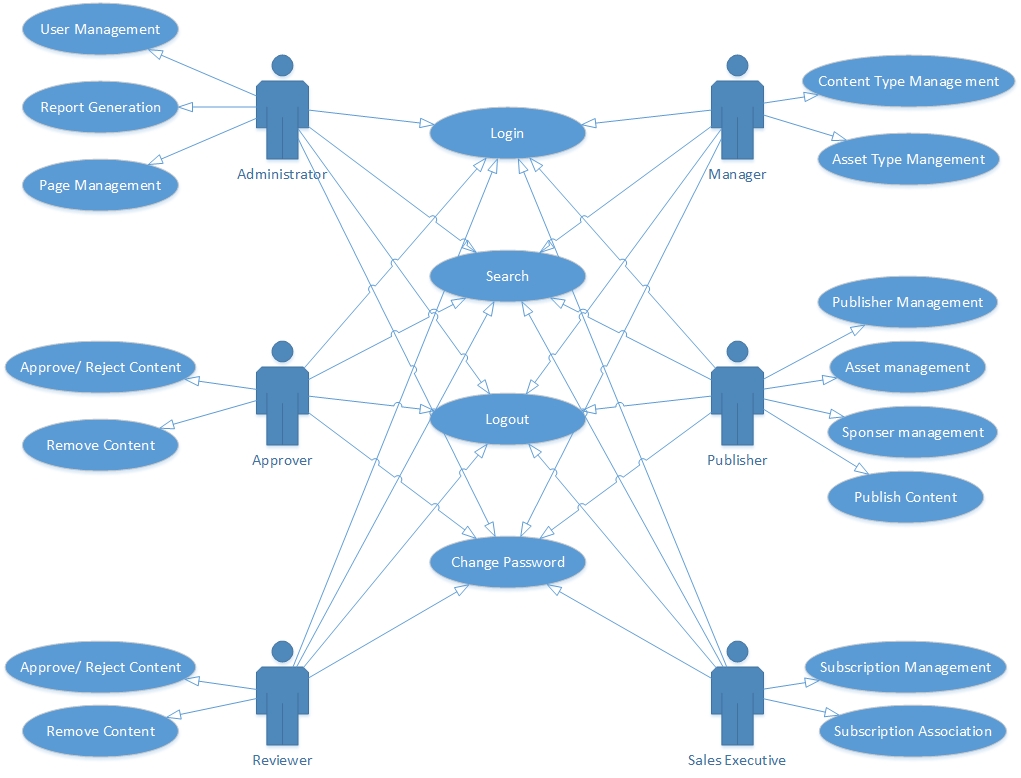 User Management
Report Generation
Page Management
Administrator
Login
Manager
Content Type Management
Asset Type Mangement
Search
Approve/ Reject Content
Remove Content
Approver
Logout
Publisher
Publisher Management
Asset management
Sponser management
Publish Content
Change Password
Approve/ Reject Content
Remove Content
Reviewer
Sales Executive
Subscription Management
Subscription Association